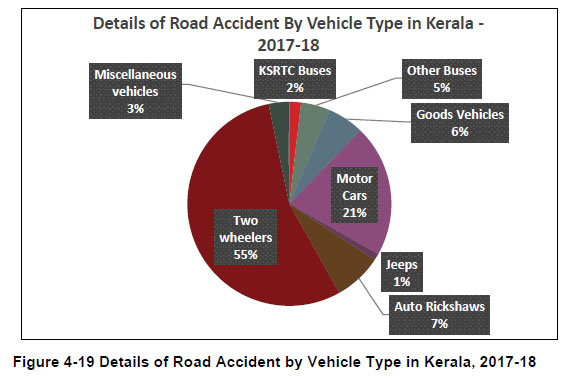 Details of Road Accident By Vehicle Type in Kerala -
2017-18
Miscellaneous
vehicles
3%
KSRTC Buses
2%
Other Buses
5%
Goods Vehicles
6%
Motor
Cars
21%
Two
wheelers
55%
Jeeps
1%
Auto Rickshaws
7%
Figure 4-19 Details of Road Accident by Vehicle Type in Kerala, 2017-18